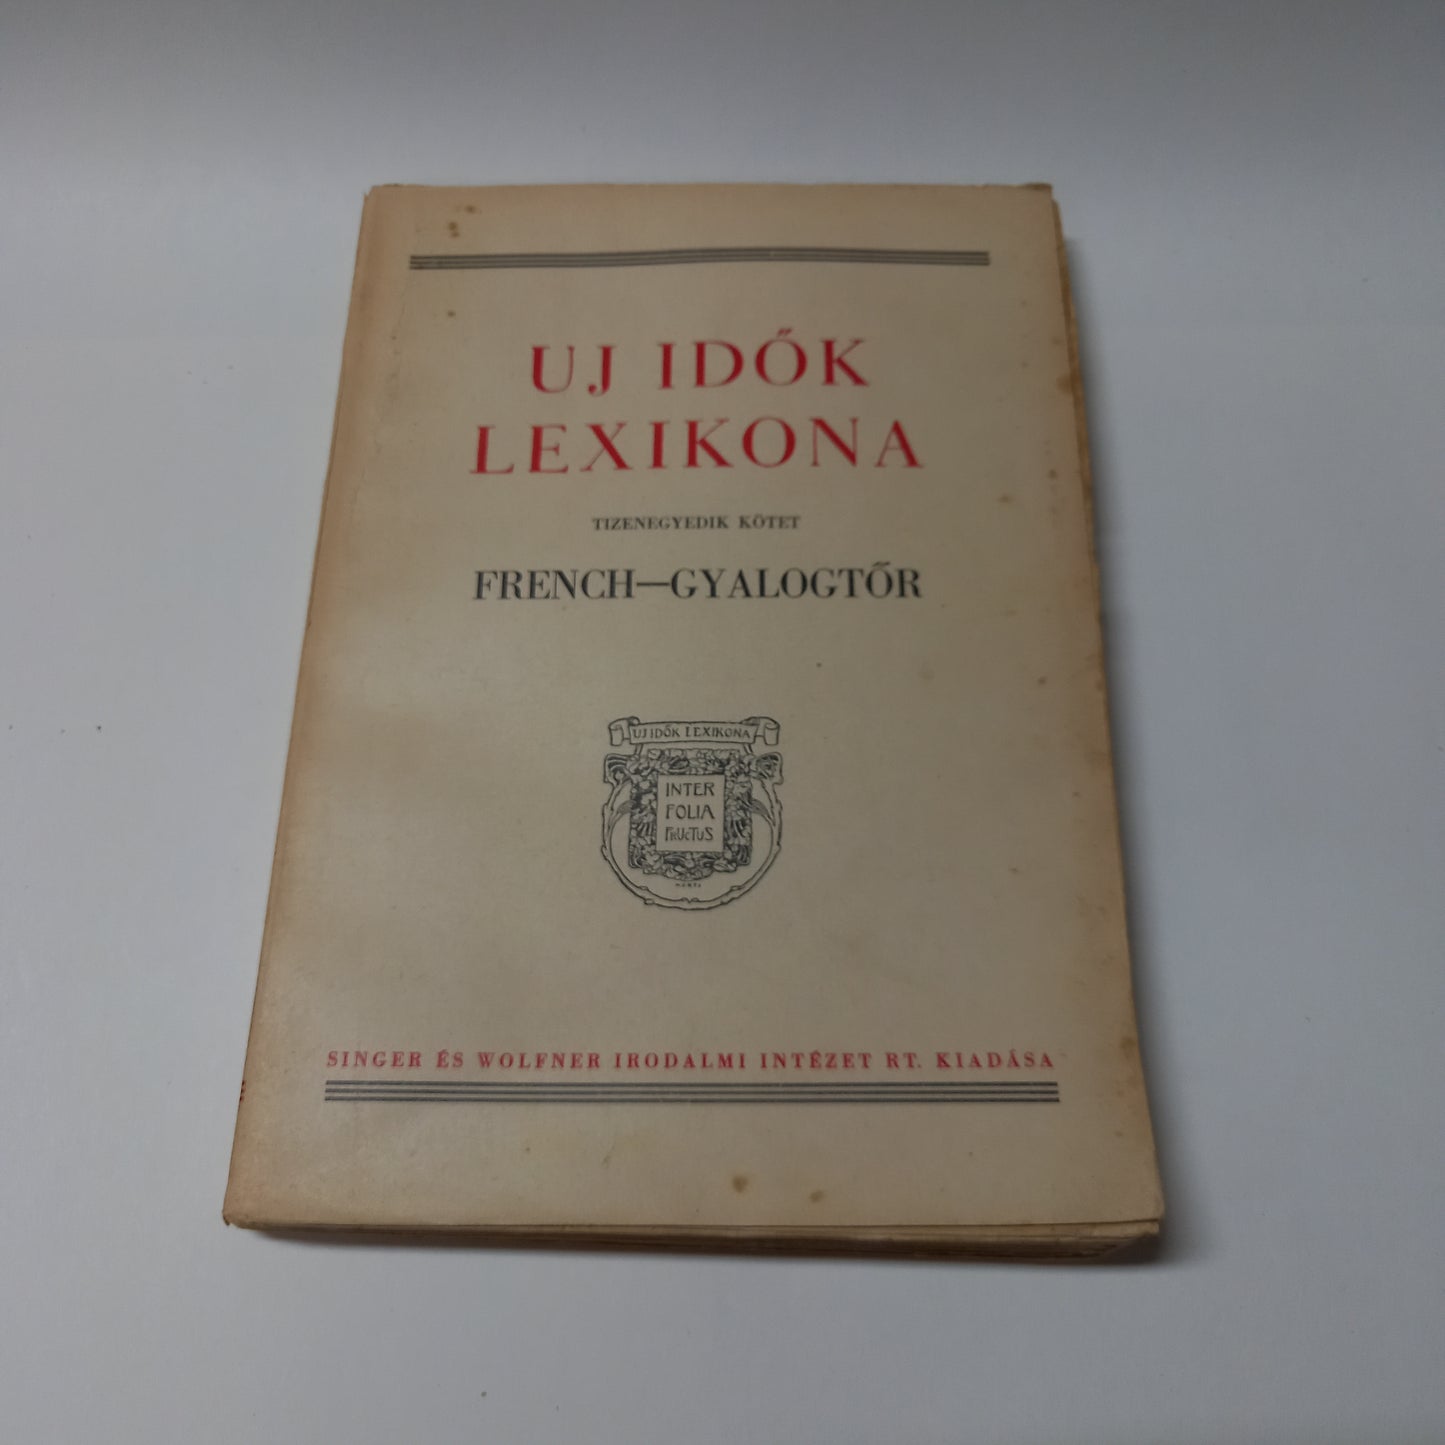 UJ IDŐK
LEXIKONA
TIZENEGYEDIK KÖTET
FRENCH—GYALOGTŐR
UJ IDŐK LEXIKONA
INTER
FOLIA
FRUCTUS
SINGER ÉS WOLFNER IRODALMI INTÉZET RT. KIADÁSA